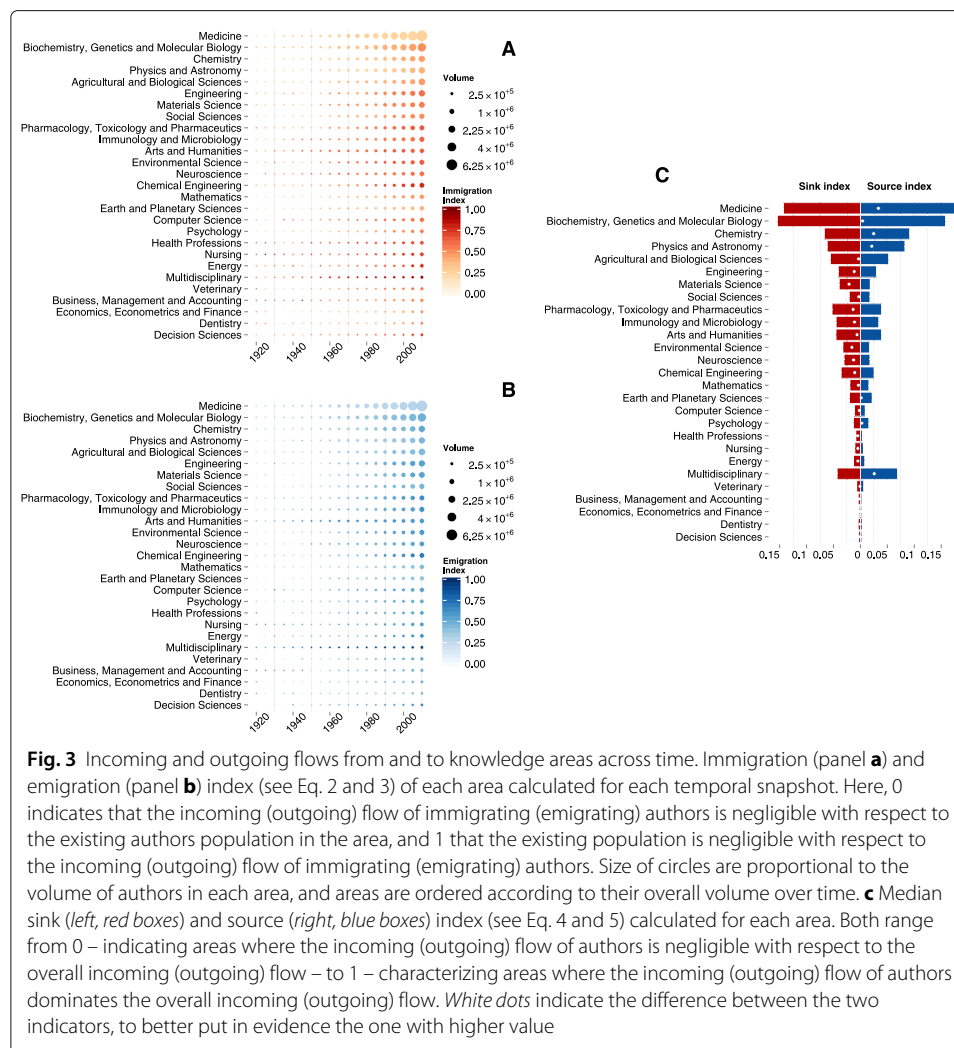 A
Medicine
Biochemistry, Genetics and Molecular Biology
Chemistry
Physics and Astronomy
Agricultural and Biological Sciences
Engineering
Materials Science
Social Sciences
Pharmacology, Toxicology and Pharmaceutics
Immunology and Microbiology
Arts and Humanities
Environmental Science
Neuroscience
Chemical Engineering
Mathematics
Earth and Planetary Sciences
Computer Science
Psychology
Health Professions
Nursing
Energy
Multidisciplinary
Veterinary
Business, Management and Accounting
Economics, Econometrics and Finance
Dentistry
Decision Sciences
1920 1940 1960 1980 2000
Volume
2.5 × 10⁺⁵
1 × 10⁺⁶
2.25 × 10⁺⁶
4 × 10⁺⁶
6.25 × 10⁺⁶
Immigration
Index
1.00
0.75
0.50
0.25
0.00
B
Medicine
Biochemistry, Genetics and Molecular Biology
Chemistry
Physics and Astronomy
Agricultural and Biological Sciences
Engineering
Materials Science
Social Sciences
Pharmacology, Toxicology and Pharmaceutics
Immunology and Microbiology
Arts and Humanities
Environmental Science
Neuroscience
Chemical Engineering
Mathematics
Earth and Planetary Sciences
Computer Science
Psychology
Health Professions
Nursing
Energy
Multidisciplinary
Veterinary
Business, Management and Accounting
Economics, Econometrics and Finance
Dentistry
Decision Sciences
1920 1940 1960 1980 2000
Volume
2.5 × 10⁺⁵
1 × 10⁺⁶
2.25 × 10⁺⁶
4 × 10⁺⁶
6.25 × 10⁺⁶
Emigration
Index
1.00
0.75
0.50
0.25
0.00
C
Sink index Source index
Medicine
Biochemistry, Genetics and Molecular Biology
Chemistry
Physics and Astronomy
Agricultural and Biological Sciences
Engineering
Materials Science
Social Sciences
Pharmacology, Toxicology and Pharmaceutics
Immunology and Microbiology
Arts and Humanities
Environmental Science
Neuroscience
Chemical Engineering
Mathematics
Earth and Planetary Sciences
Computer Science
Psychology
Health Professions
Nursing
Energy
Multidisciplinary
Veterinary
Business, Management and Accounting
Economics, Econometrics and Finance
Dentistry
Decision Sciences
0.15 0.1 0.05 0 0.05 0.1 0.15
Fig. 3 Incoming and outgoing flows from and to knowledge areas across time. Immigration (panel a) and
emigration (panel b) index (see Eq. 2 and 3) of each area calculated for each temporal snapshot. Here, 0
indicates that the incoming (outgoing) flow of immigrating (emigrating) authors is negligible with respect to
the existing authors population in the area, and 1 that the existing population is negligible with respect to
the incoming (outgoing) flow of immigrating (emigrating) authors. Size of circles are proportional to the
volume of authors in each area, and areas are ordered according to their overall volume over time. c Median
sink (left, red boxes) and source (right, blue boxes) index (see Eq. 4 and 5) calculated for each area. Both range
from 0 – indicating areas where the incoming (outgoing) flow of authors is negligible with respect to the
overall incoming (outgoing) flow – to 1 – characterizing areas where the incoming (outgoing) flow of authors
dominates the overall incoming (outgoing) flow. White dots indicate the difference between the two
indicators, to better put in evidence the one with higher value